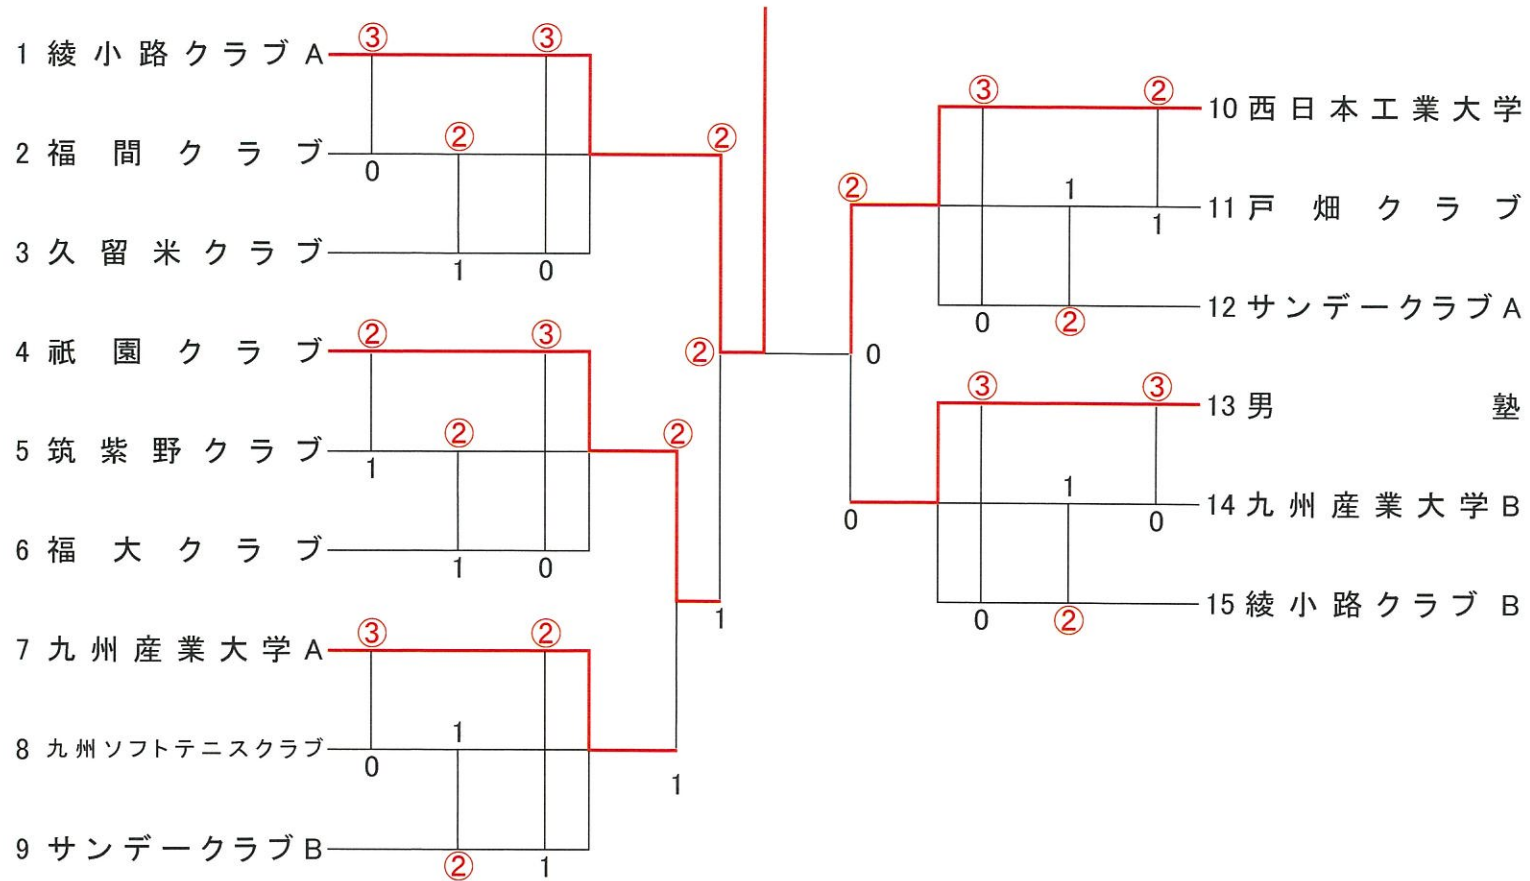 ③ ③
1 綾小路クラブA
② ②
2 福間クラブ
0
3 久留米クラブ
1 0
② ③
4 祇園クラブ
②
② ②
5 筑紫野クラブ
1
6 福大クラブ
1 0
1
③ ②
7 九州産業大学A
1
8 九州ソフトテニスクラブ
0
1
9 サンデークラブB
② 1
③ ②
10 西日本工業大学
②
1
11 戸畑クラブ
1
12 サンデークラブA
0 ②
0
③ ③
13 男塾
1
14 九州産業大学B
0 0
15 綾小路クラブB
0 ②